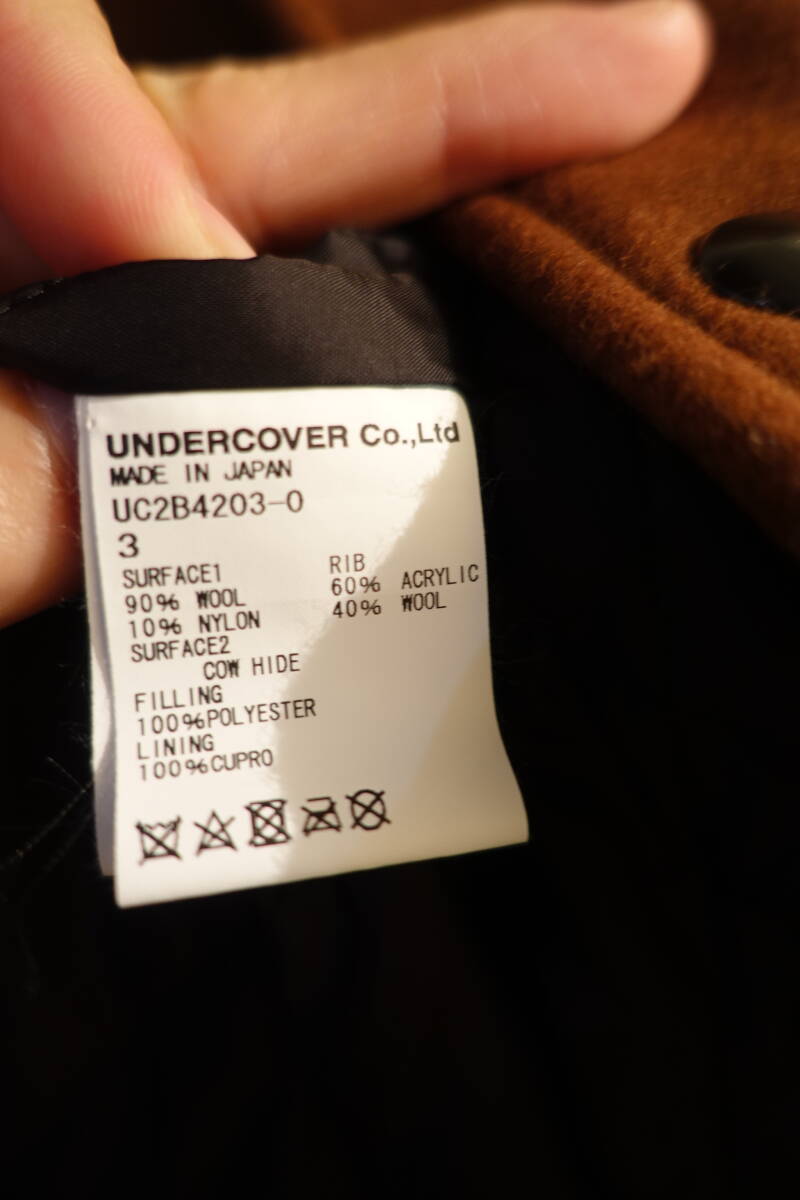 UNDERCOVER Co.,Ltd
MADE IN JAPAN
UC2B4203-0
3
SURFACE1
90% WOOL
10% NYLON
SURFACE2
COW HIDE
FILLING
100%POLYESTER
LINING
100%CUPRO
RIB
60% ACRYLIC
40% WOOL